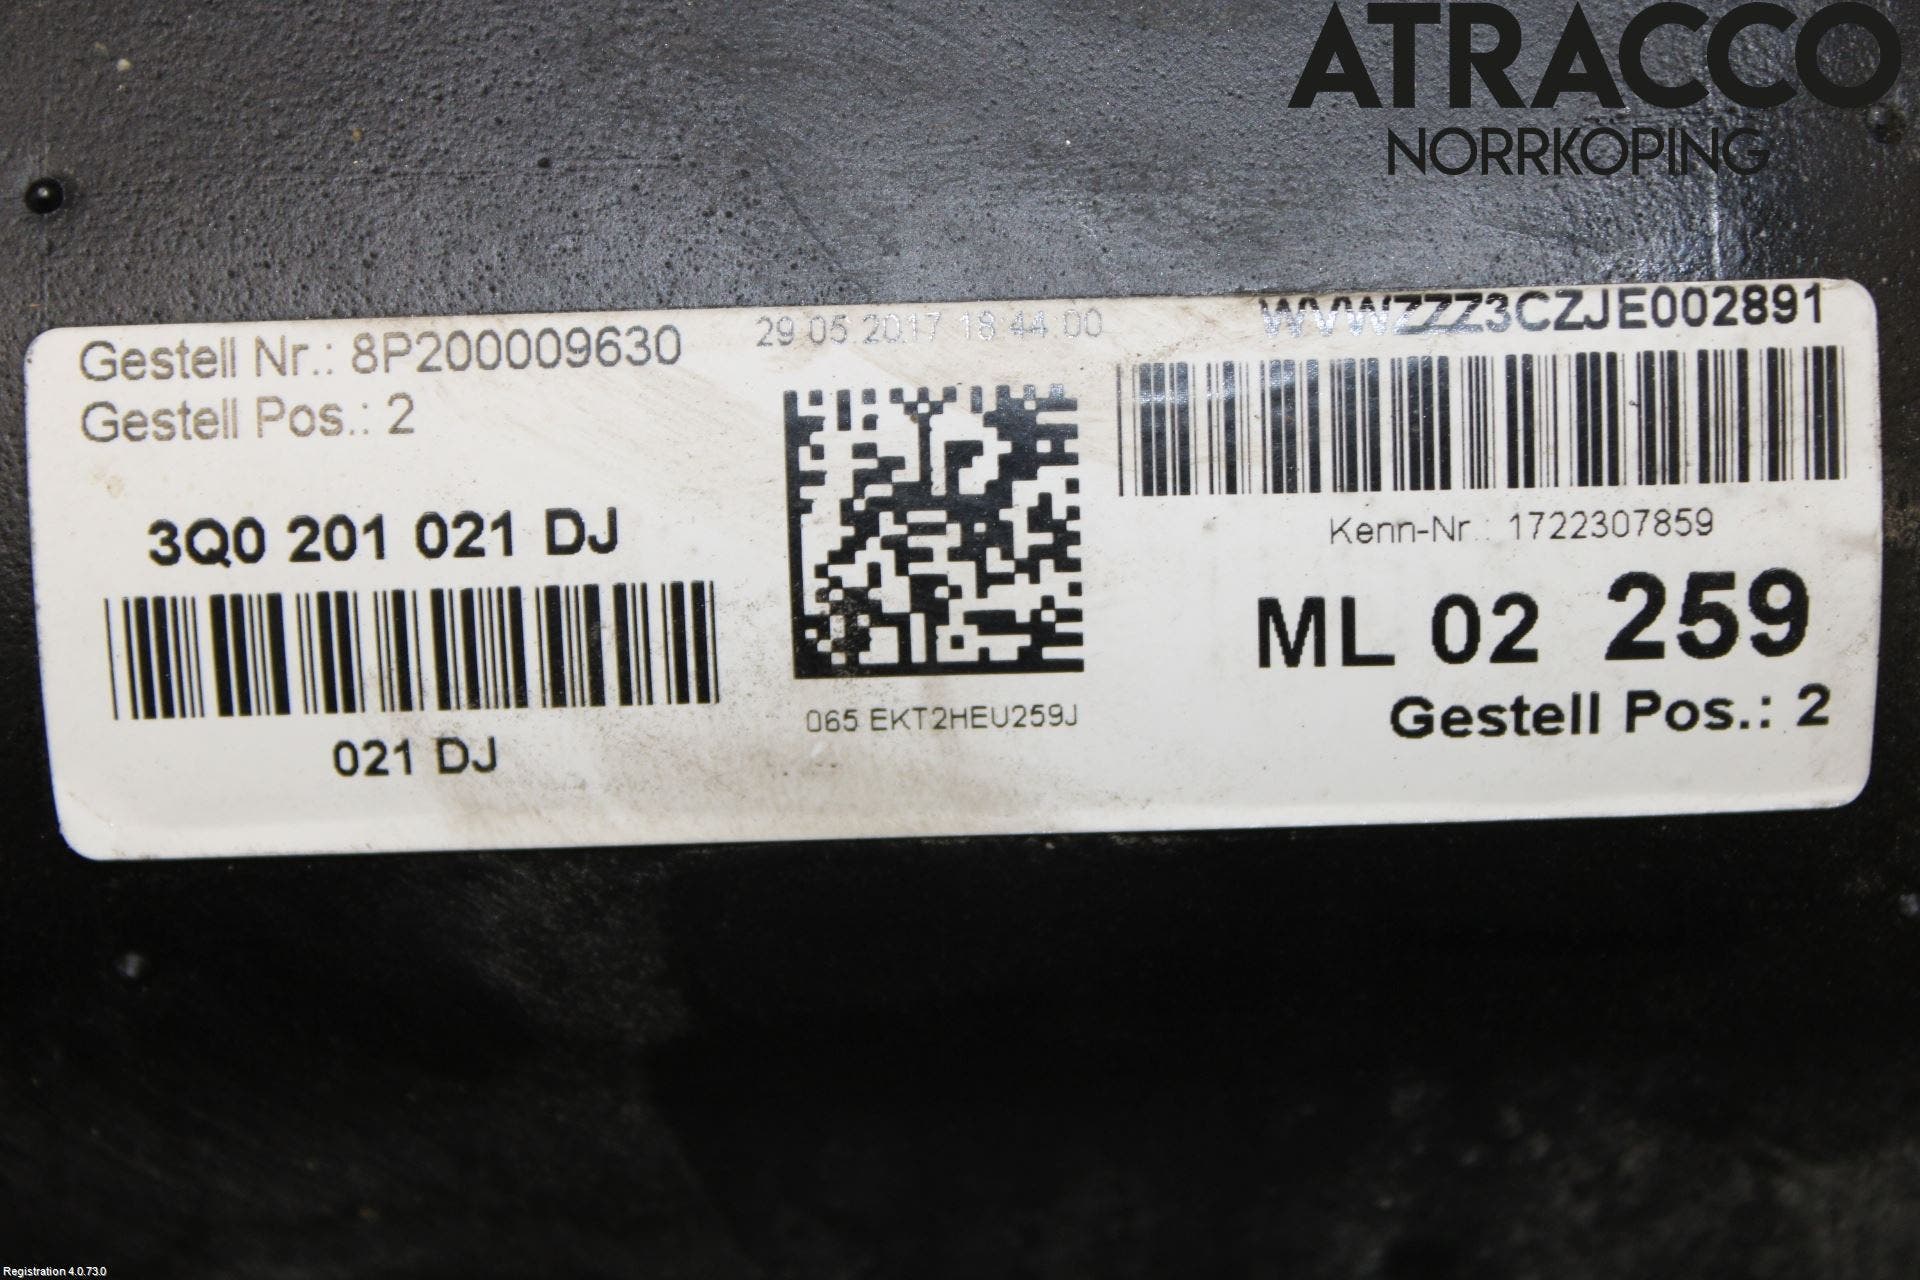 ATRACCO
NORRKÖPING
Gestell Nr.: 8P200009630
Gestell Pos.: 2
3Q0 201 021 DJ
021 DJ
29 05 2017 18:44:00
065 EKT2HEU259J
WVWZZZ3CZJE002891
Kenn-Nr.: 1722307859
ML 02 259
Gestell Pos.: 2
Registration 4.0.73.0